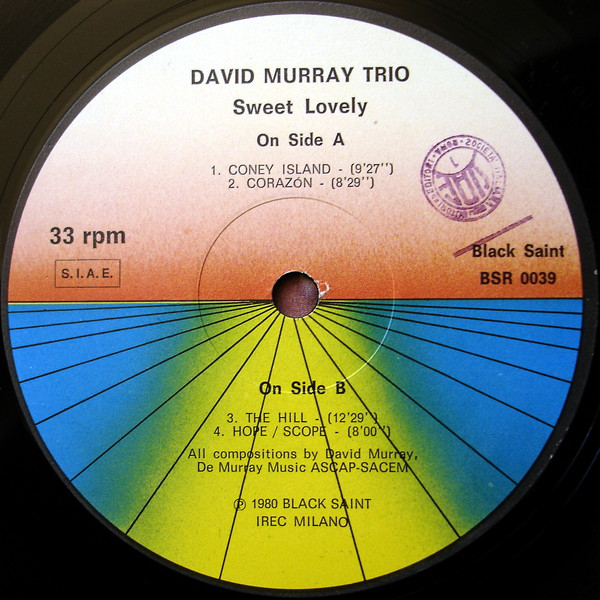 DAVID MURRAY TRIO
Sweet Lovely
On Side A
1. CONEY ISLAND - (9'27'')
2. CORAZÓN - (8'29'')
33 rpm
S.I.A.E.
Black Saint
BSR 0039
On Side B
3. THE HILL - (12'29'')
4. HOPE / SCOPE - (8'00'')
All compositions by David Murray,
De Murray Music ASCAP-SACEM
℗ 1980 BLACK SAINT
IREC MILANO